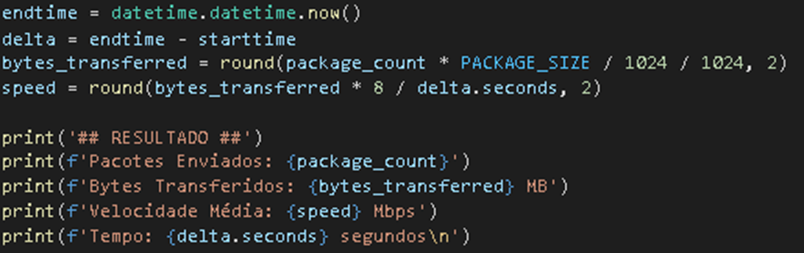 endtime = datetime.datetime.now()
delta = endtime - starttime
bytes_transferred = round(package_count * PACKAGE_SIZE / 1024 / 1024, 2)
speed = round(bytes_transferred * 8 / delta.seconds, 2)
print('## RESULTADO ##')
print(f'Pacotes Enviados: {package_count}')
print(f'Bytes Transferidos: {bytes_transferred} MB')
print(f'Velocidade Média: {speed} Mbps')
print(f'Tempo: {delta.seconds} segundos\n')